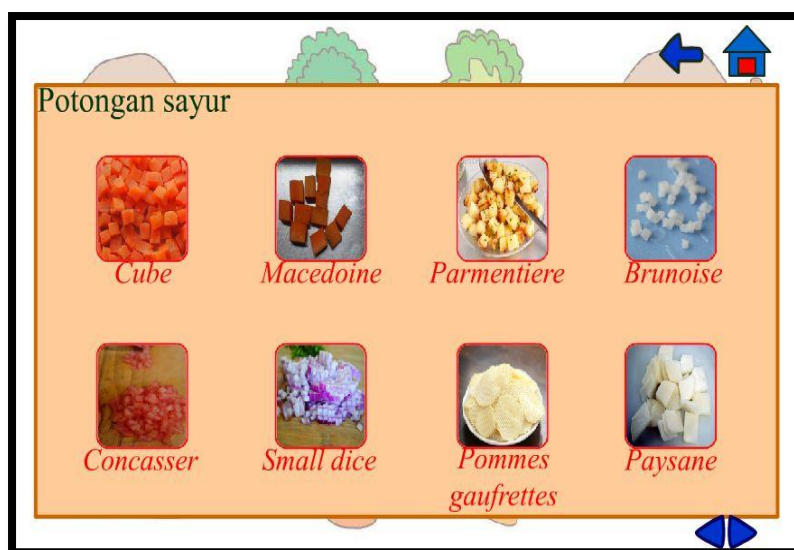 Potongan sayur
Cube Macedoine Parmentiere Brunoise
Concasser Small dice Pommes gaufrettes Paysane